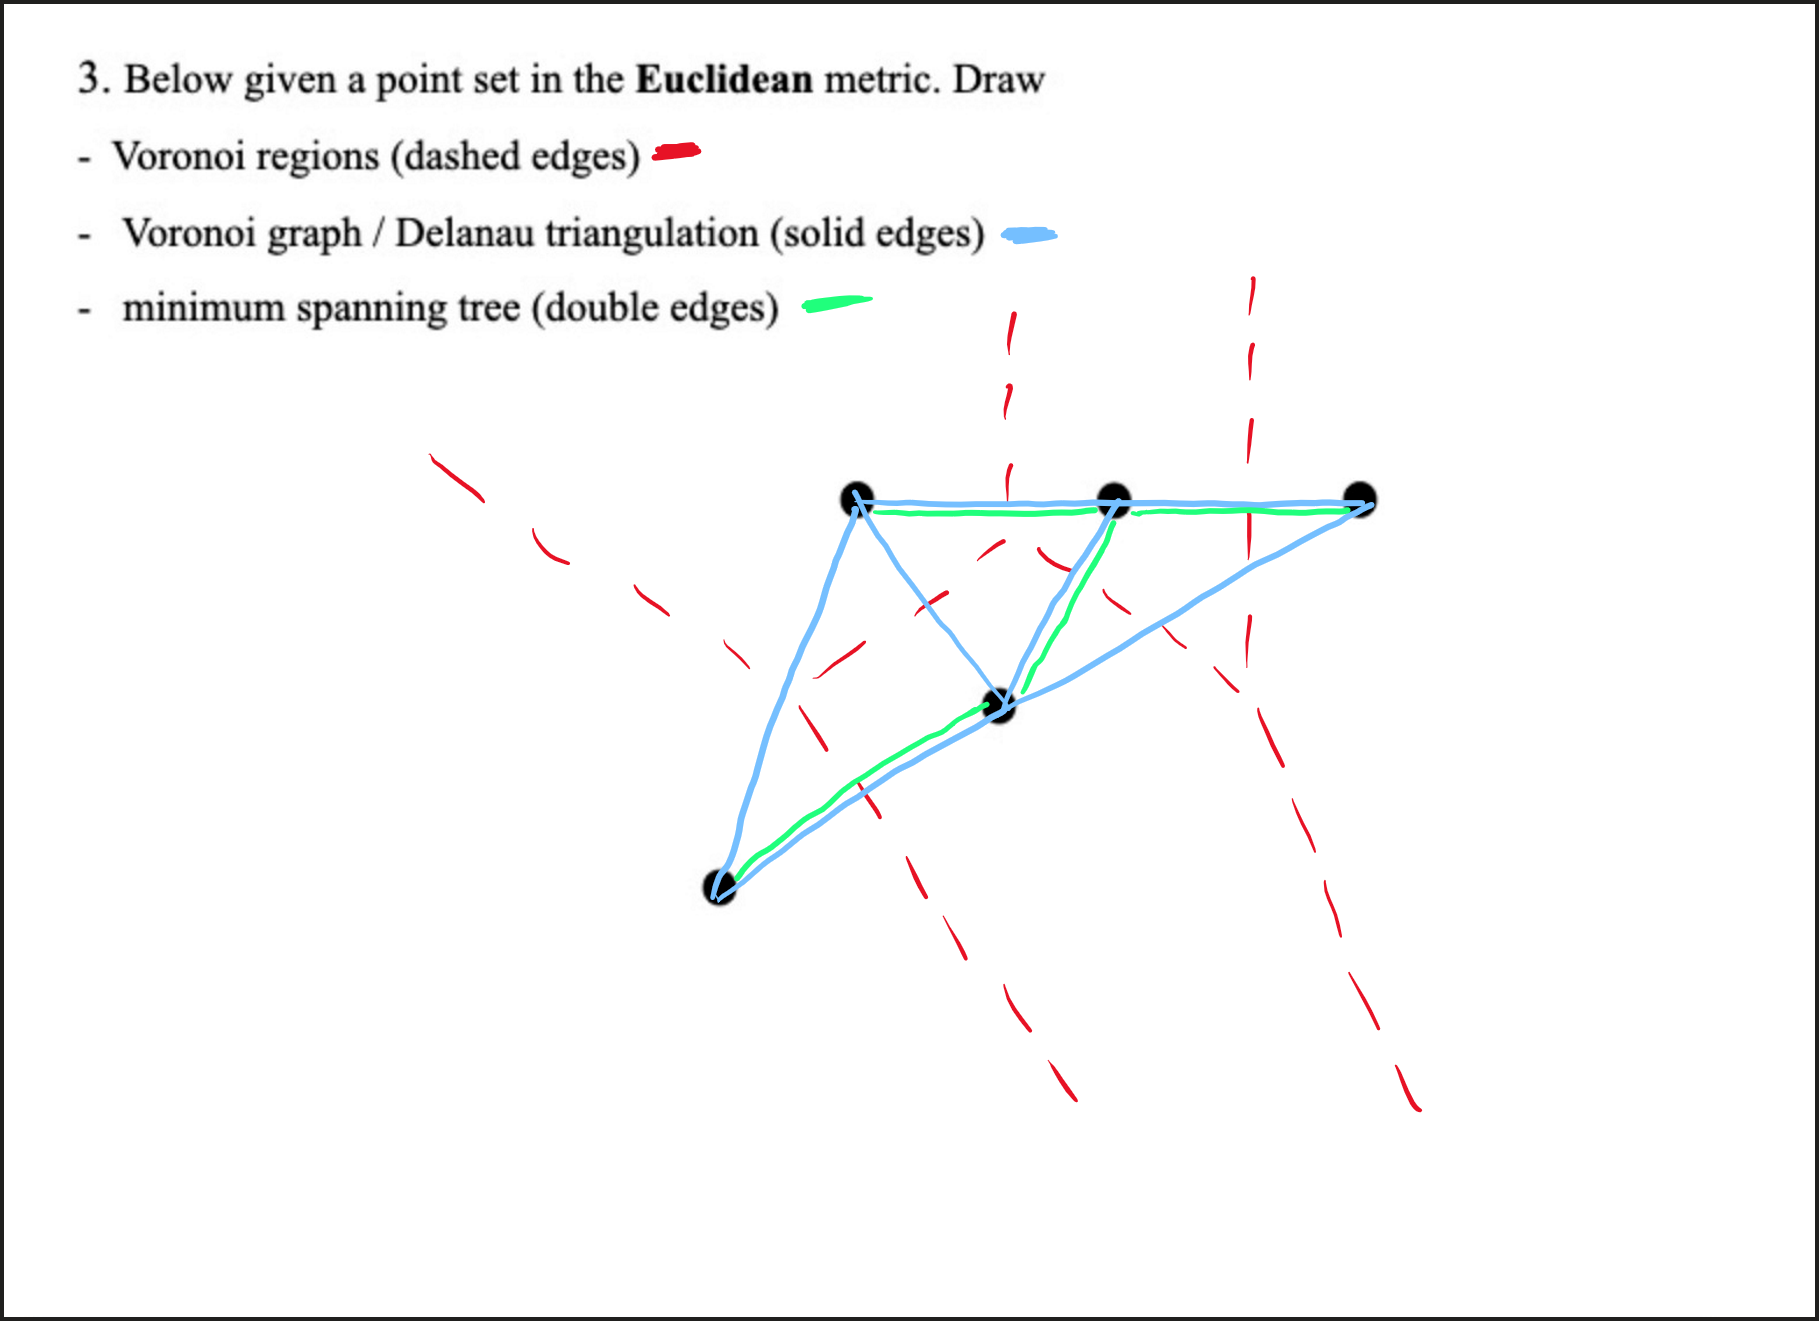 3. Below given a point set in the Euclidean metric. Draw
- Voronoi regions (dashed edges)
- Voronoi graph / Delanau triangulation (solid edges)
- minimum spanning tree (double edges)